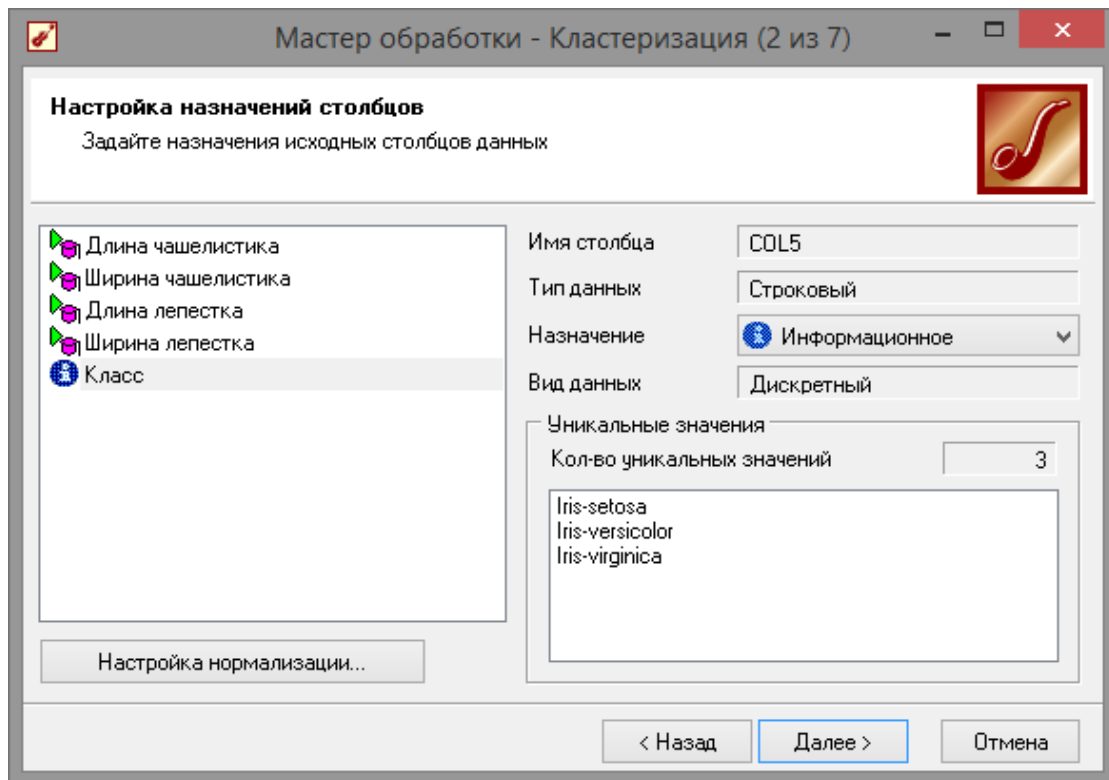 Мастер обработки - Кластеризация (2 из 7)
Настройка назначений столбцов
Задайте назначения исходных столбцов данных
Длина чашелистика
Ширина чашелистика
Длина лепестка
Ширина лепестка
Класс
Настройка нормализации...
Имя столбца COL5
Тип данных Строковый
Назначение Информационное
Вид данных Дискретный
Уникальные значения
Кол-во уникальных значений 3
Iris-setosa
Iris-versicolor
Iris-virginica
< Назад Далее > Отмена